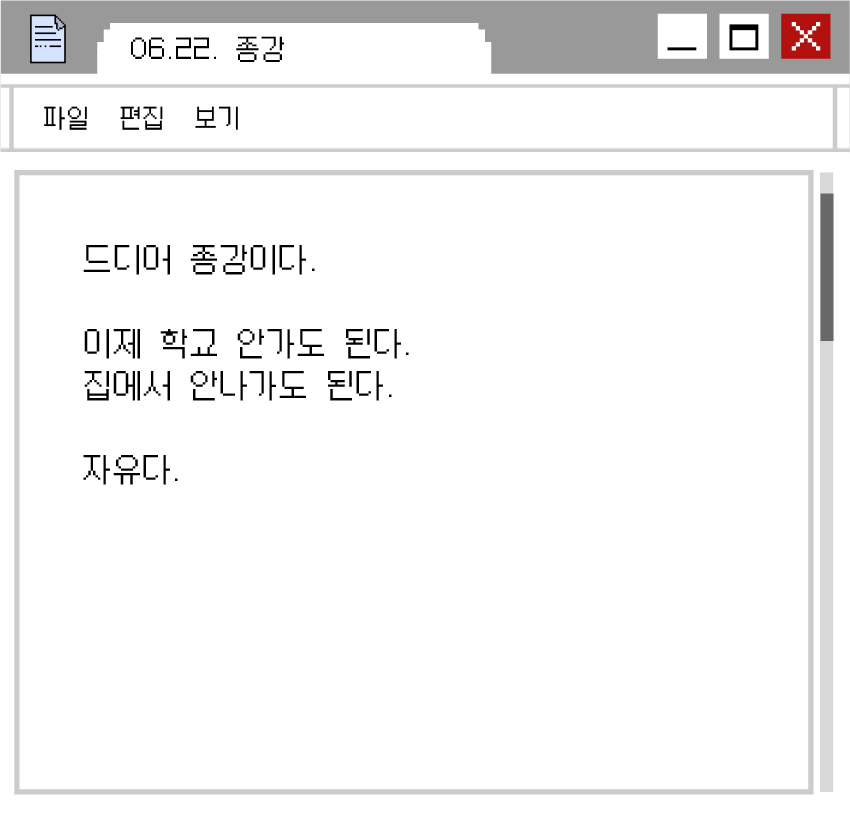 06.22. 종강
파일 편집 보기
드디어 종강이다.
이제 학교 안가도 된다.
집에서 안나가도 된다.
자유다.